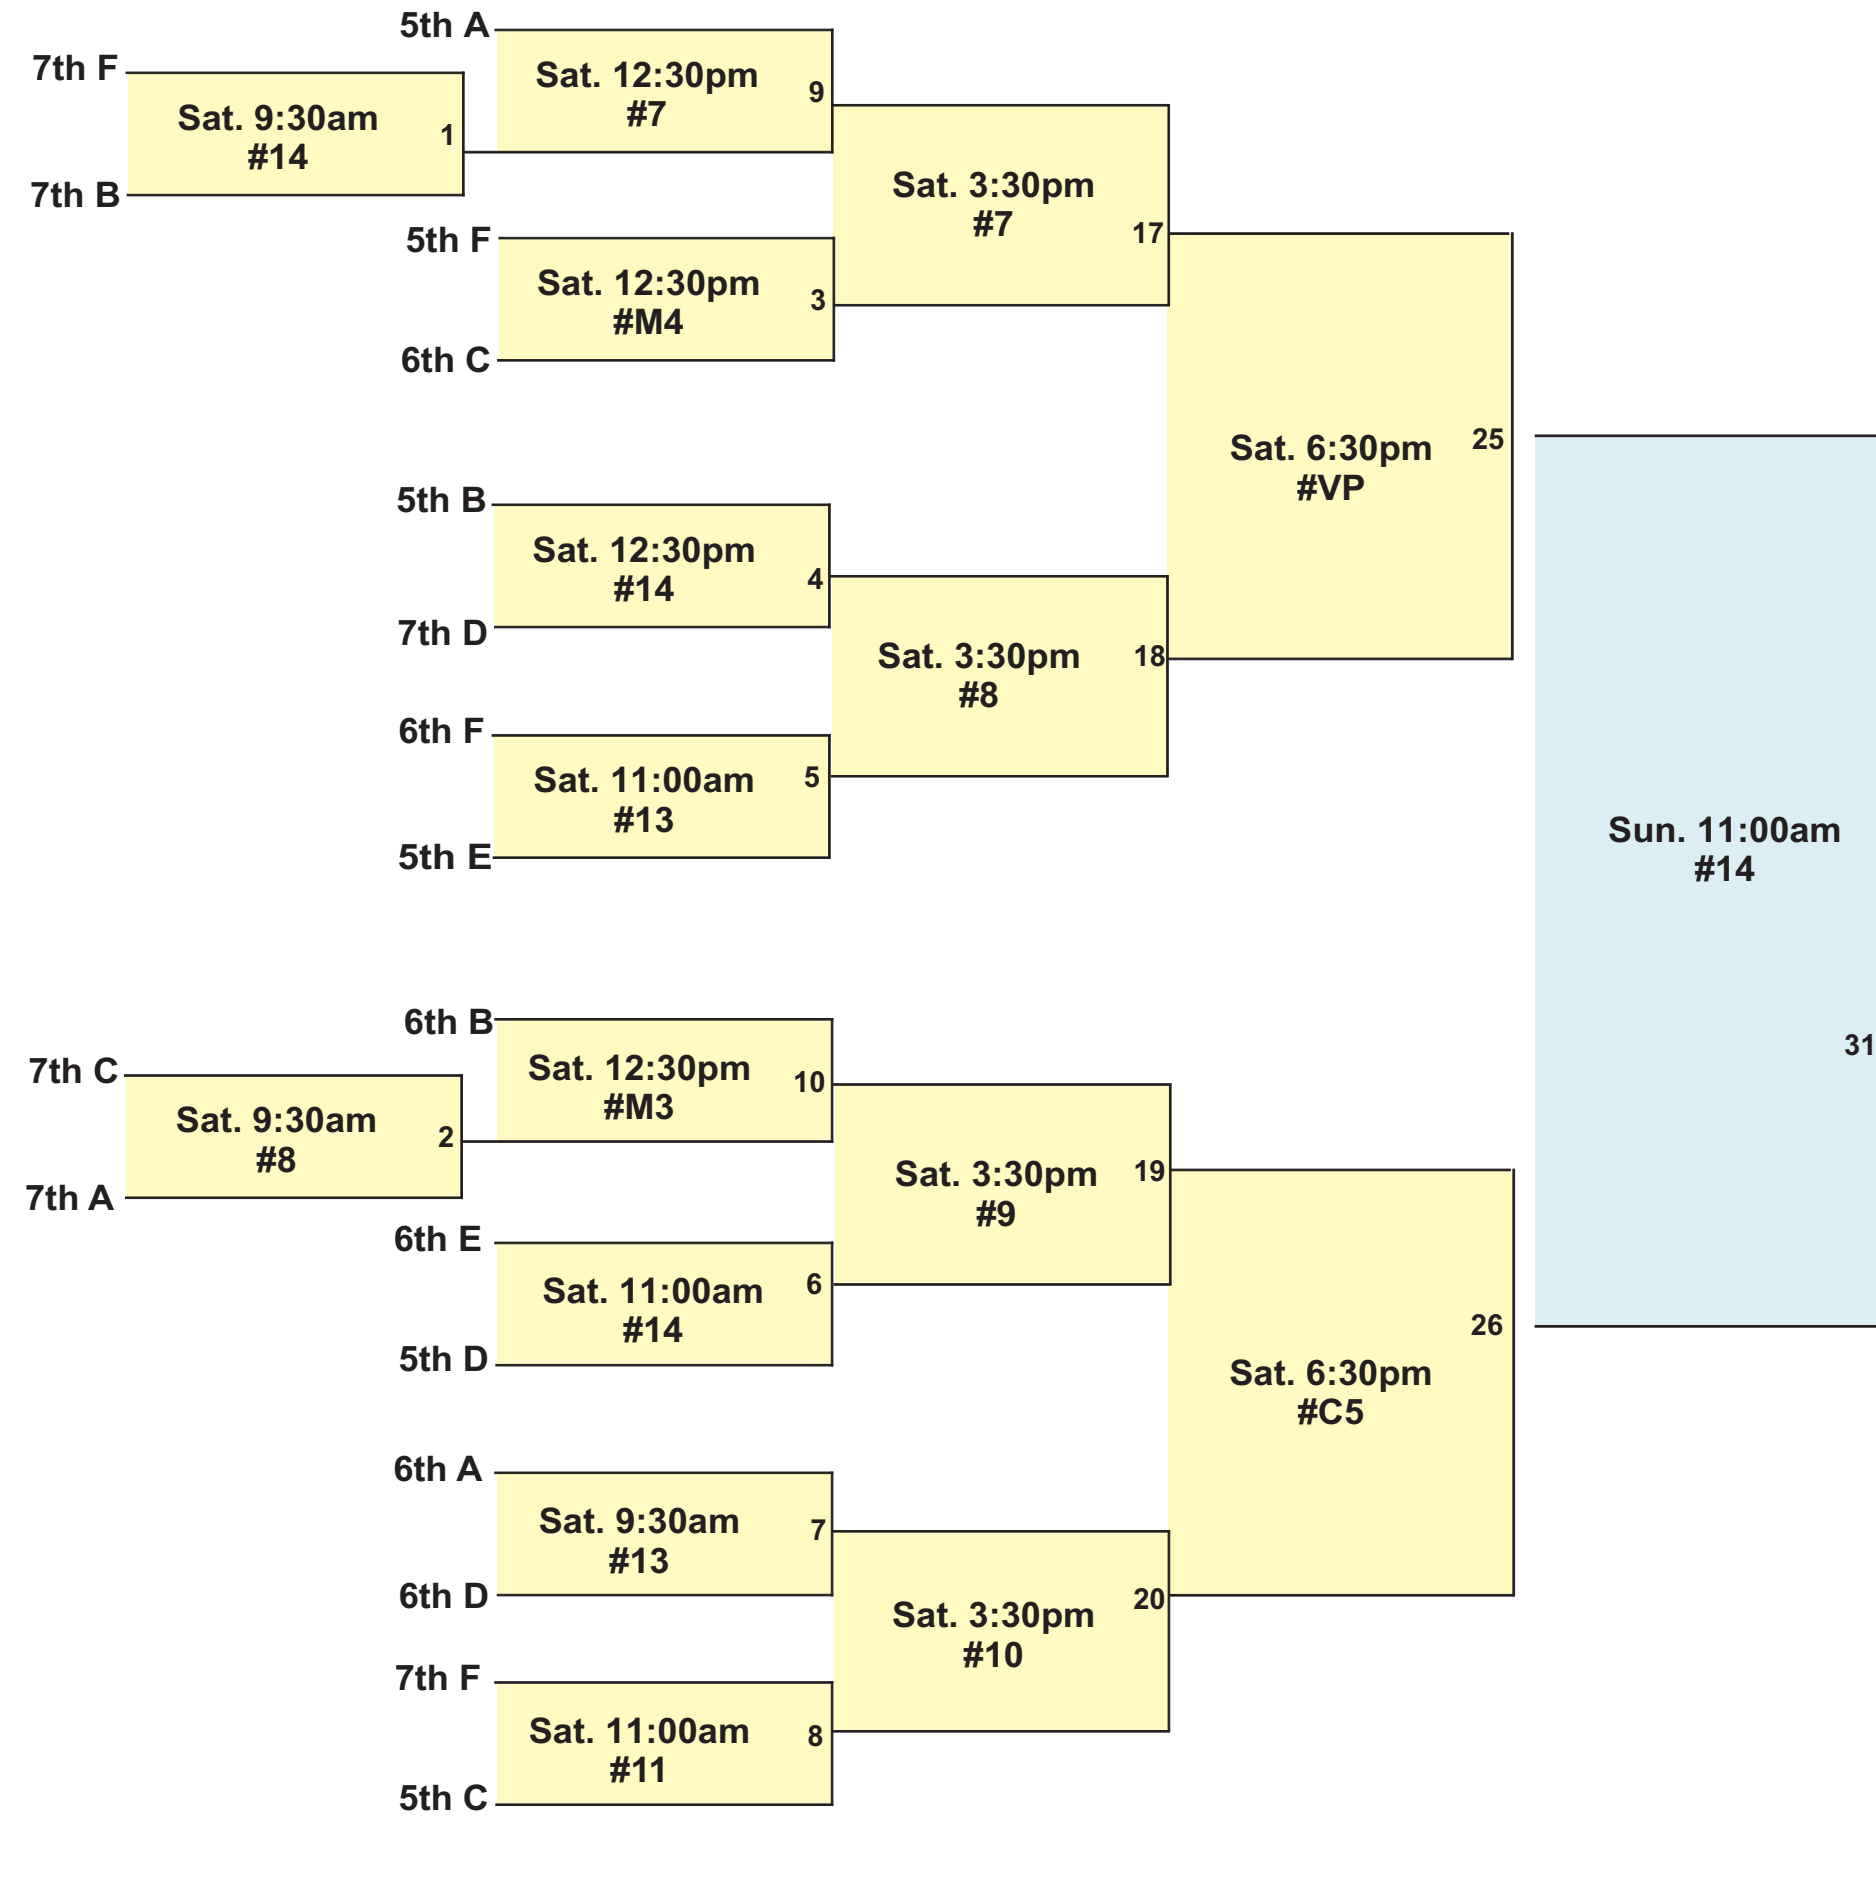 5th A
7th F
Sat. 9:30am
#14
1
7th B
Sat. 12:30pm
#7
9
5th F
Sat. 12:30pm
#M4
3
6th C
Sat. 3:30pm
#7
17
5th B
Sat. 12:30pm
#14
4
7th D
6th F
Sat. 11:00am
#13
5
5th E
Sat. 3:30pm
#8
18
Sat. 6:30pm
#VP
25
6th B
7th C
Sat. 9:30am
#8
2
7th A
Sat. 12:30pm
#M3
10
6th E
Sat. 11:00am
#14
6
5th D
Sat. 3:30pm
#9
19
6th A
Sat. 9:30am
#13
7
6th D
7th F
Sat. 11:00am
#11
8
5th C
Sat. 3:30pm
#10
20
Sat. 6:30pm
#C5
26
Sun. 11:00am
#14
31